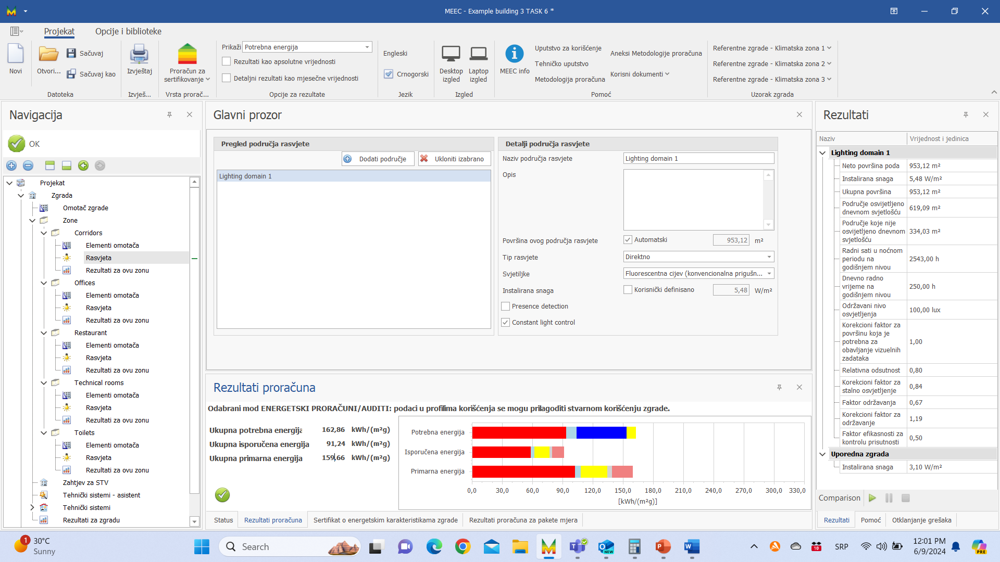 MEEC - Example building 3 TASK 6 *
Projekat
Opcije i biblioteke
Novi
Otvori...
Sačuvaj
Sačuvaj kao
Datoteka
Izvještaj
Izvješ...
Proračun za
sertifikovanje
Vrsta prorač...
Prikaži
Potrebna energija
Rezultati kao apsolutne vrijednosti
Detaljni rezultati kao mjesečne vrijednosti
Opcije za rezultate
Engleski
Crnogorski
Jezik
Desktop
izgled
Laptop
izgled
Izgled
MEEC info
Uputstvo za korišćenje
Tehničko uputstvo
Metodologija proračuna
Aneksi Metodologije proračuna
Korisni dokumenti
Pomoć
Referentne zgrade - Klimatska zona 1
Referentne zgrade - Klimatska zona 2
Referentne zgrade - Klimatska zona 3
Uzorak zgrada
Navigacija
OK
Projekat
Zgrada
Omotač zgrade
Zone
Corridors
Elementi omotača
Rasvjeta
Rezultati za ovu zonu
Offices
Elementi omotača
Rasvjeta
Rezultati za ovu zonu
Restaurant
Elementi omotača
Rasvjeta
Rezultati za ovu zonu
Technical rooms
Elementi omotača
Rasvjeta
Rezultati za ovu zonu
Toilets
Elementi omotača
Rasvjeta
Rezultati za ovu zonu
Zahtjev za STV
Tehnički sistemi - asistent
Tehnički sistemi
Rezultati za zgradu
Glavni prozor
Pregled područja rasvjete
Dodati područje
Ukloniti izabrano
Lighting domain 1
Detalji područja rasvjete
Naziv područja rasvjete
Lighting domain 1
Opis
Površina ovog područja rasvjete
Automatski
953,12 m²
Tip rasvjete
Direktno
Svjetiljke
Fluorescentna cijev (konvencionalna prigušn...
Instalirana snaga
Korisnički definisano
5,48 W/m²
Presence detection
Constant light control
Rezultati proračuna
Odabrani mod ENERGETSKI PRORAČUNI/AUDITI: podaci u profilima korišćenja se mogu prilagoditi stvarnom korišćenju zgrade.
Ukupna potrebna energija 162,86 kWh/(m²g)
Ukupna isporučena energija 91,24 kWh/(m²g)
Ukupna primarna energija 159,66 kWh/(m²g)
Potrebna energija
Isporučena energija
Primarna energija
0,0 30,0 60,0 90,0 120,0 150,0 180,0 210,0 240,0 270,0 300,0 330,0
[kWh/(m²g)]
Status
Rezultati proračuna
Sertifikat o energetskim karakteristikama zgrade
Rezultati proračuna za pakete mjera
Rezultati
Naziv
Vrijednost i jedinica
Lighting domain 1
Neto površina poda 953,12 m²
Instalirana snaga 5,48 W/m²
Ukupna površina 953,12 m²
Područje osvijetljeno
dnevnom svjetlošću
619,09 m²
Područje koje nije
osvijetljeno dnevnom
svjetlošću
334,03 m²
Radni sati u noćnom
periodu na
godišnjem nivou
2543,00 h
Dnevno radno
vrijeme na
godišnjem nivou
250,00 h
Održavani nivo
osvjetljenja
100,00 lux
Korekcioni faktor za
površinu koja je
potrebna za
obavljanje vizuelnih
zadataka
1,00
Relativna odsutnost 0,80
Korekcioni faktor za
stalno osvjetljenje
0,84
Faktor održavanja 0,67
Korekcioni faktor za
održavanje
1,19
Faktor efikasnosti za
kontrolu prisutnosti
0,50
Uporedna zgrada
Instalirana snaga 3,10 W/m²
Comparison
Rezultati
Pomoć
Otklanjanje grešaka
1
30°C
Sunny
Search
NEW
10
SRP
12:01 PM
6/9/2024
PRE